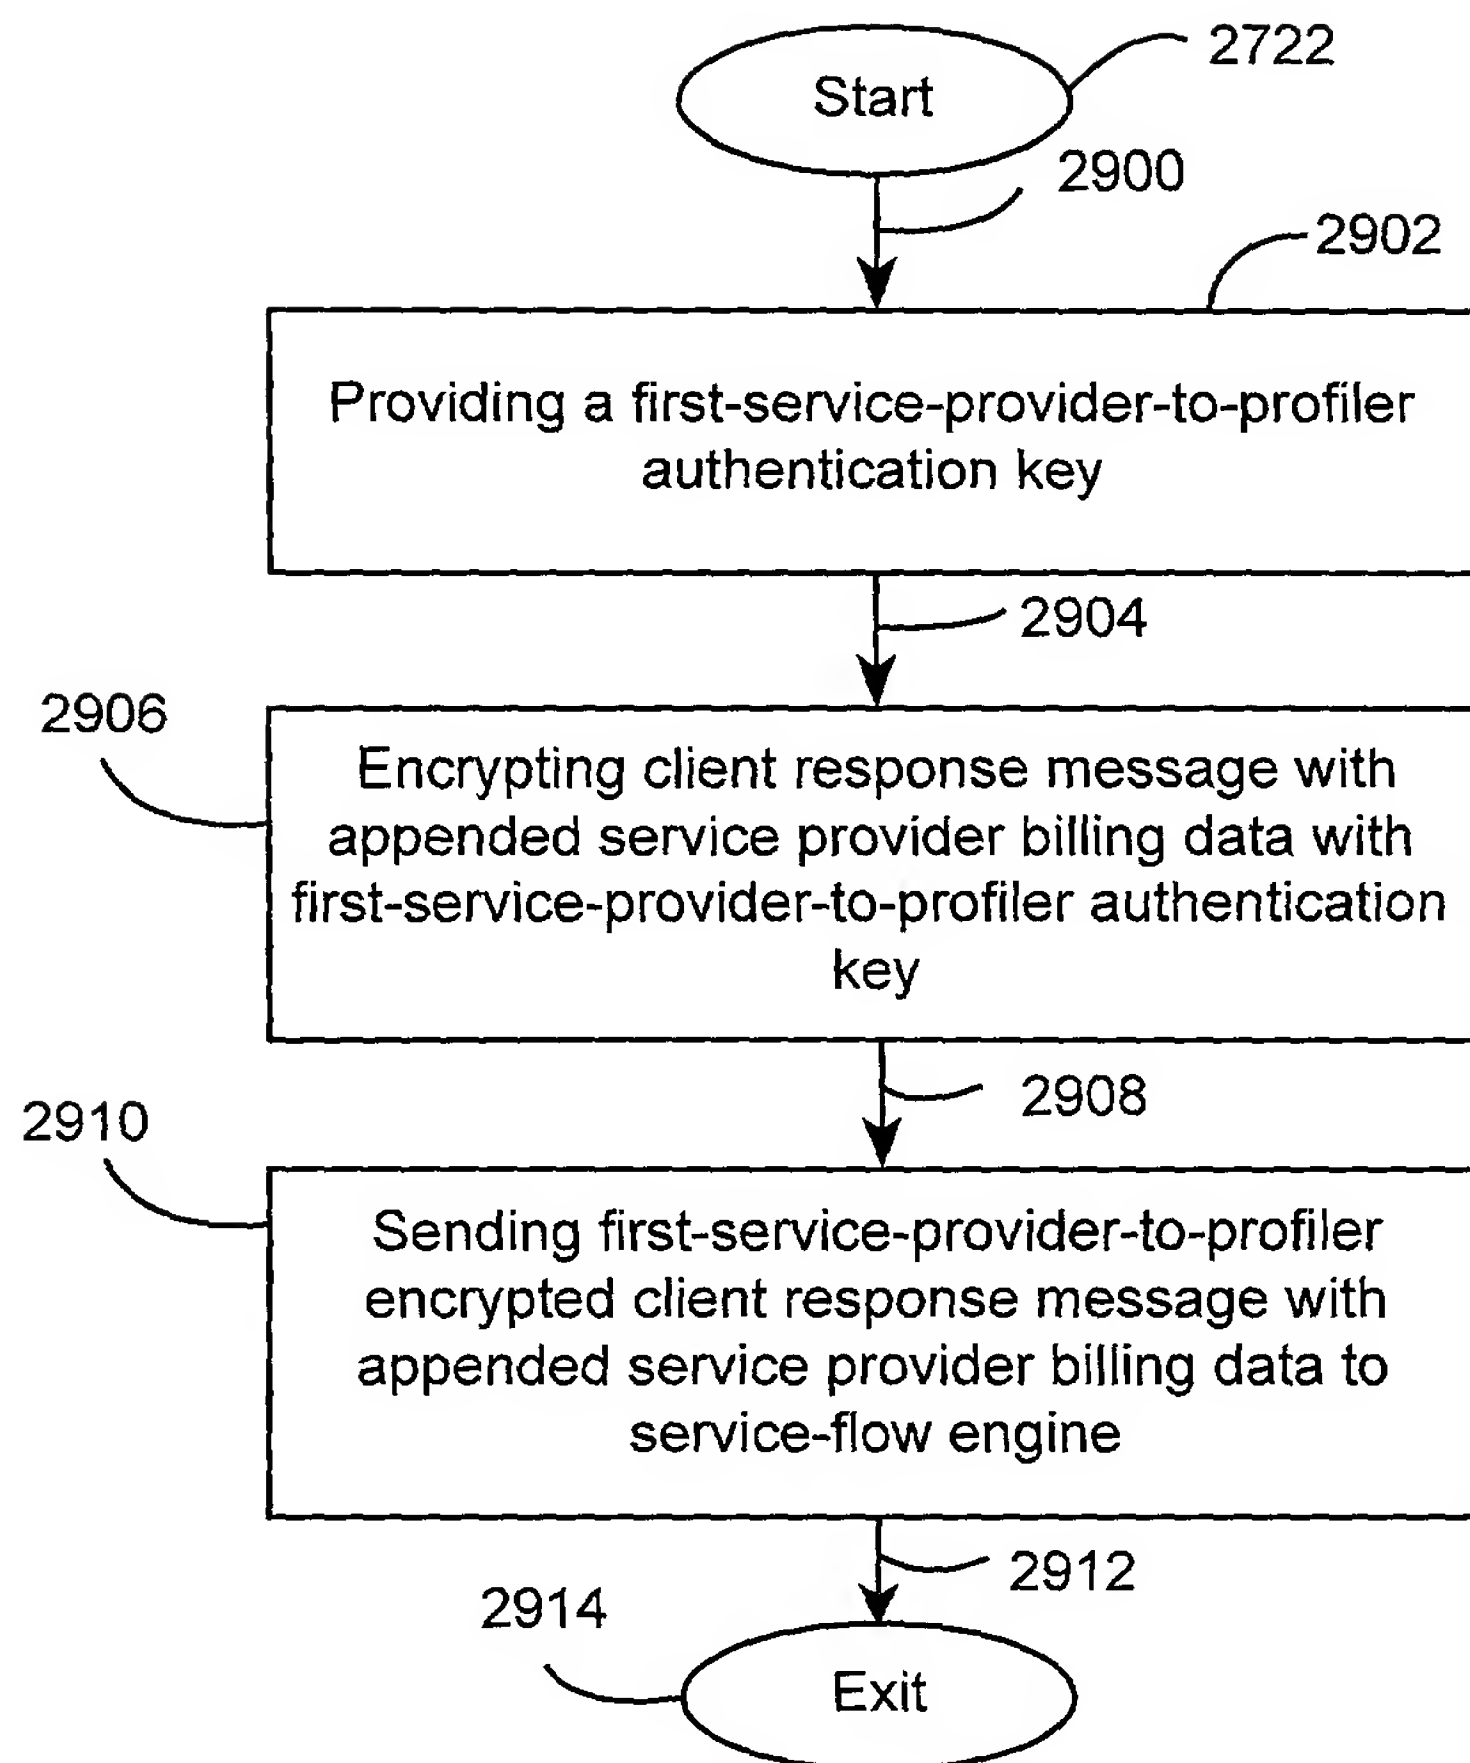 2722
Start
2900
2902
Providing a first-service-provider-to-profiler
authentication key
2904
2906
Encrypting client response message with
appended service provider billing data with
first-service-provider-to-profiler authentication
key
2908
2910
Sending first-service-provider-to-profiler
encrypted client response message with
appended service provider billing data to
service-flow engine
2912
2914
Exit